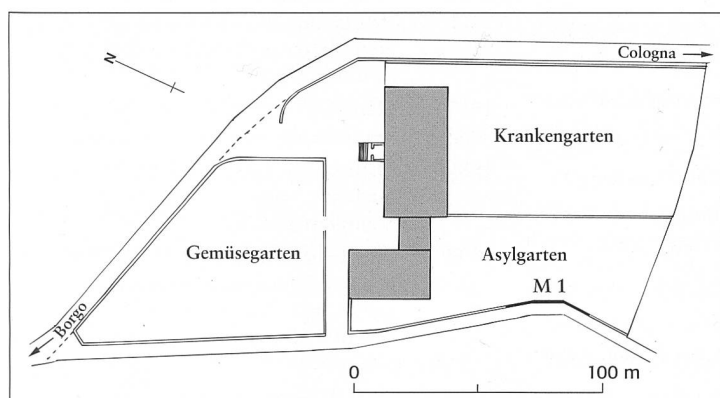 N
Cologna
Krankengarten
Gemüsegarten
Asylgarten
M 1
Borgo
0 100 m